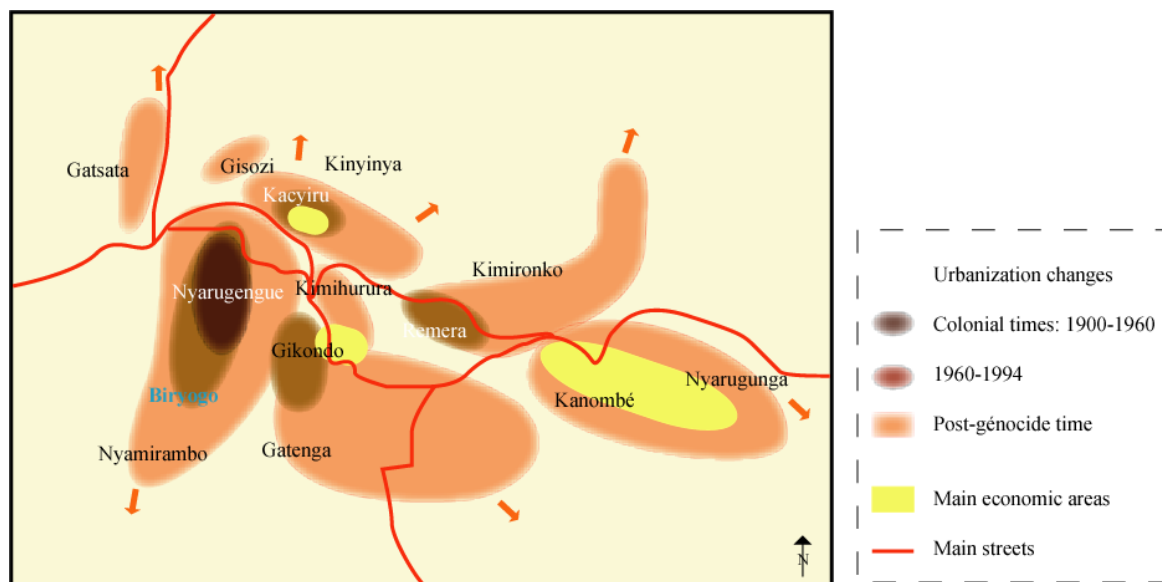 Gatsata
Gisozi
Kinyinya
Kacyiru
Nyarugengue
Kimihurura
Kimironko
Remera
Gikondo
Biryogo
Kanombé
Nyarugunga
Nyamirambo
Gatenga
N
Urbanization changes
Colonial times: 1900-1960
1960-1994
Post-génocide time
Main economic areas
Main streets